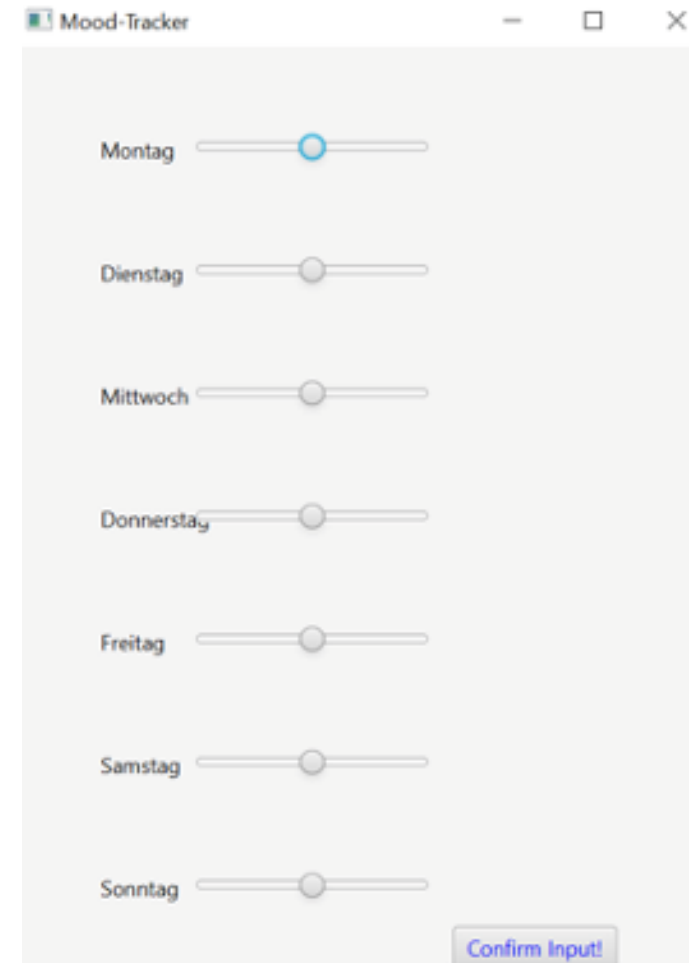 Mood-Tracker
Montag
Dienstag
Mittwoch
Donnerstag
Freitag
Samstag
Sonntag
Confirm Input!